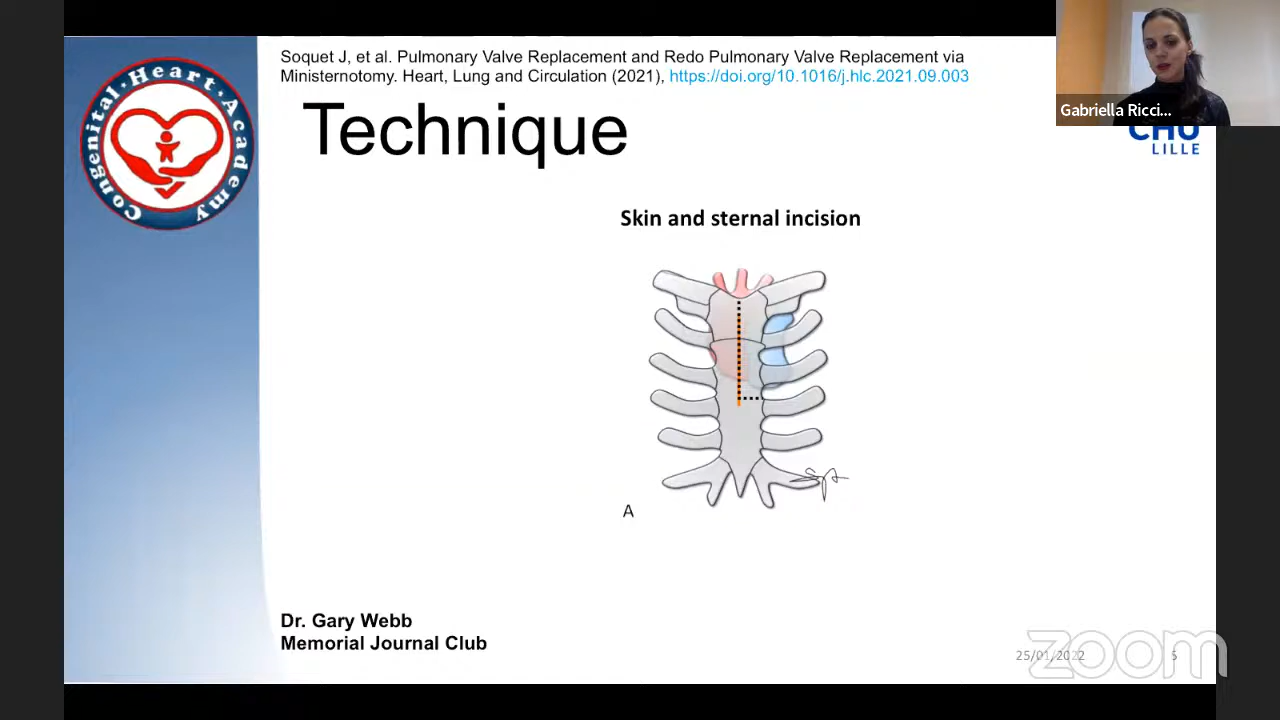 Soquet J, et al. Pulmonary Valve Replacement and Redo Pulmonary Valve Replacement via
Ministernotomy. Heart, Lung and Circulation (2021), https://doi.org/10.1016/j.hlc.2021.09.003
Gabriella Ricci...
Congenital · Heart · Academy
Technique
CHU
LILLE
Skin and sternal incision
A
Dr. Gary Webb
Memorial Journal Club
25/01/2022
5
zoom